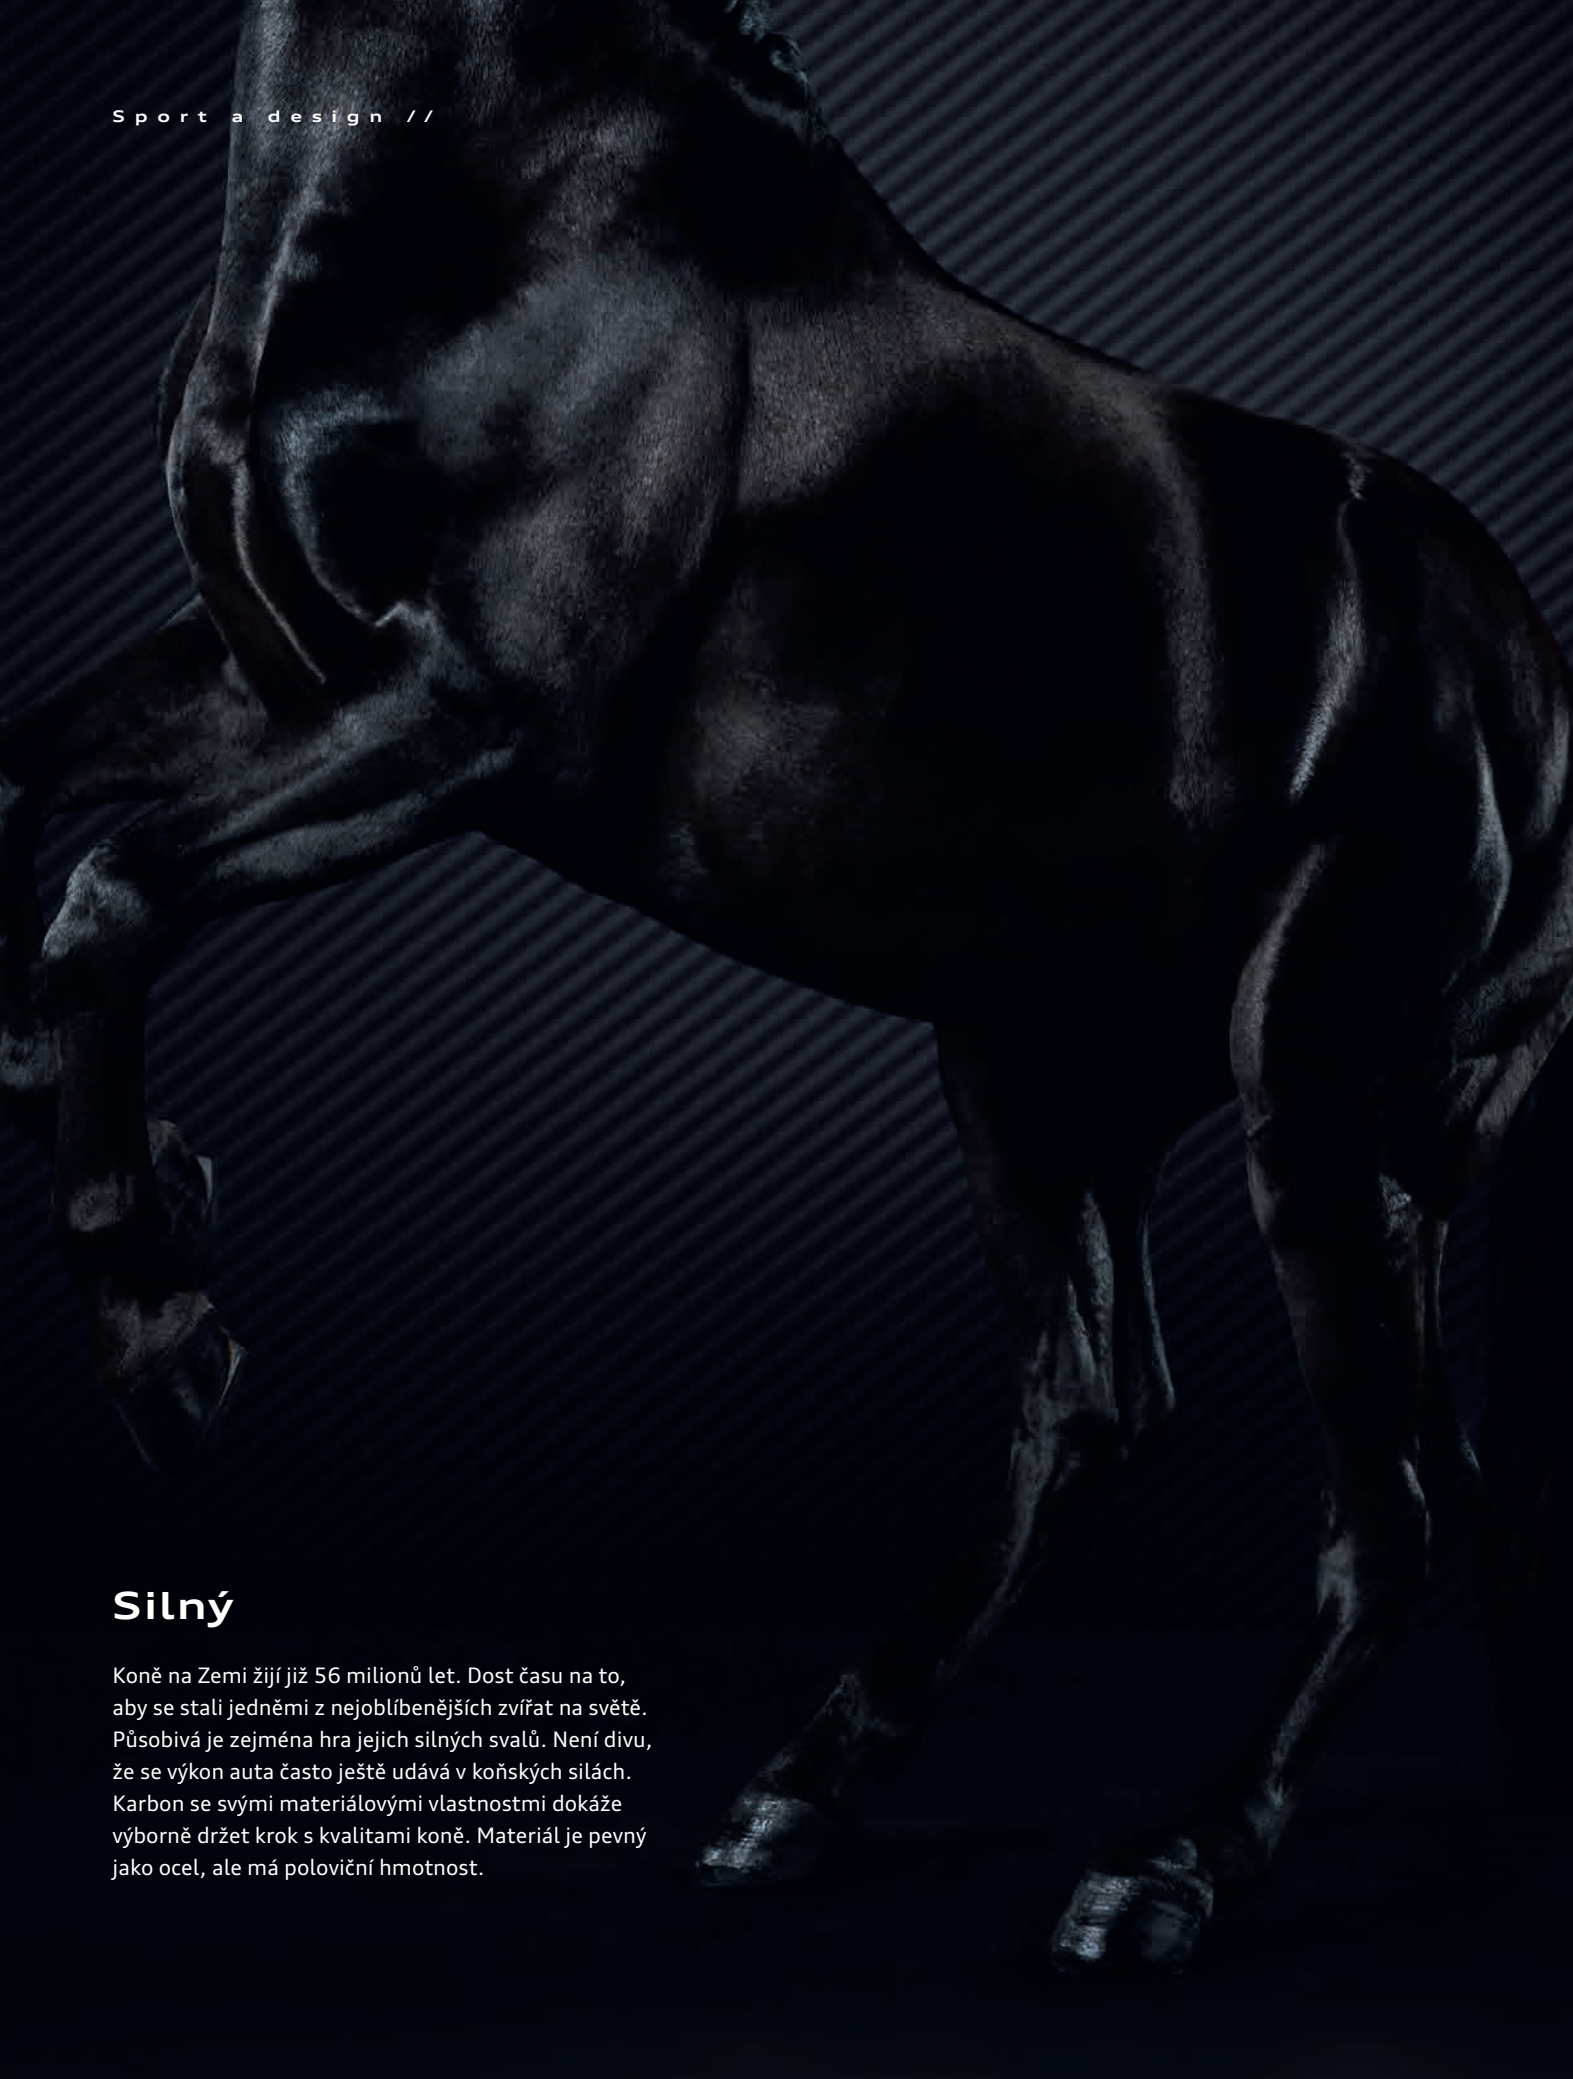 Sport a design //
Silný
Koně na Zemi žijí již 56 milionů let. Dost času na to,
aby se stali jedněmi z nejoblíbenějších zvířat na světě.
Působivá je zejména hra jejich silných svalů. Není divu,
že se výkon auta často ještě udává v koňských silách.
Karbon se svými materiálovými vlastnostmi dokáže
výborně držet krok s kvalitami koně. Materiál je pevný
jako ocel, ale má poloviční hmotnost.